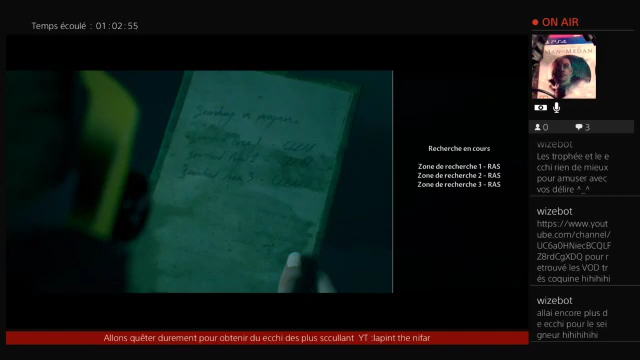 Temps écoulé : 01:02:55
ON AIR
MAN of MEDAN
0
3
wizebot
Les trophée et le e
cchi rien de mieux
pour amuser avec
vos délire ^_^
Recherche en cours
Zone de recherche 1 - RAS
Zone de recherche 2 - RAS
Zone de recherche 3 - RAS
wizebot
https://www.yout
ube.com/channel/
UC6a0HNiecBCQLF
Z8rdCgXDQ pour r
etrouvé les VOD tr
és coquine hihihihi
wizebot
allai encore plus d
e ecchi pour le sei
gneur hihihihihi
Allons quêter durement pour obtenir du ecchi des plus sccullant YT :lapint the nifar